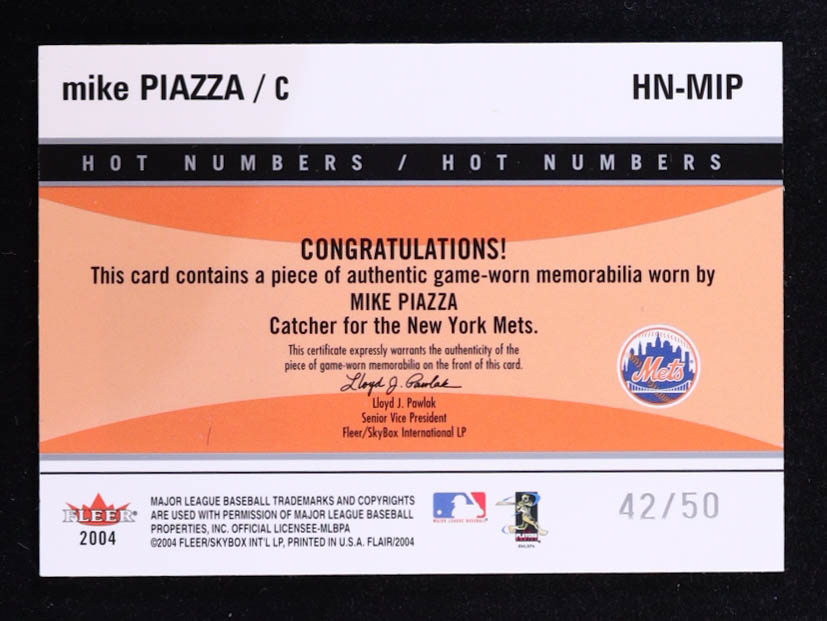 mike PIAZZA / C
HN-MIP
HOT NUMBERS / HOT NUMBERS
CONGRATULATIONS!
This card contains a piece of authentic game-worn memorabilia worn by
MIKE PIAZZA
Catcher for the New York Mets.
This certificate expressly warrants the authenticity of the
piece of game-worn memorabilia on the front of this card.
Lloyd J. Pawlak
Lloyd J. Pawlak
Senior Vice President
Fleer/SkyBox International LP
Mets
FLEER
2004
MAJOR LEAGUE BASEBALL TRADEMARKS AND COPYRIGHTS
ARE USED WITH PERMISSION OF MAJOR LEAGUE BASEBALL
PROPERTIES, INC. OFFICIAL LICENSEE-MLBPA
©2004 FLEER/SKYBOX INT'L LP, PRINTED IN U.S.A. FLAIR/2004
MAJOR LEAGUE BASEBALL
PLAYERS
42/50